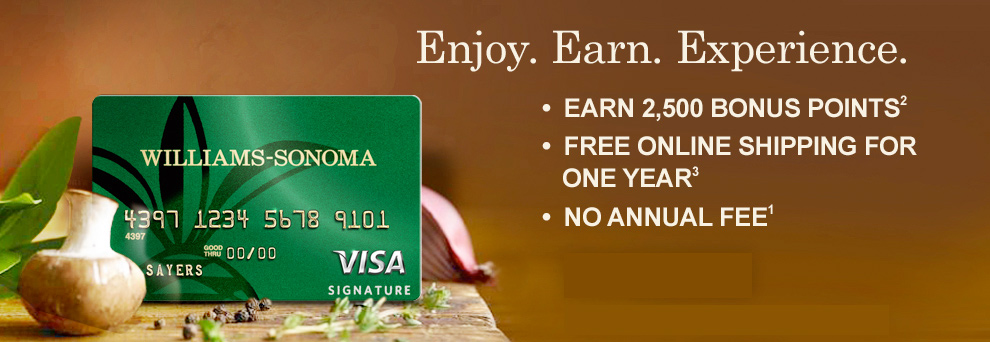 Enjoy. Earn. Experience.
• EARN 2,500 BONUS POINTS²
• FREE ONLINE SHIPPING FOR
ONE YEAR³
• NO ANNUAL FEE¹
WILLIAMS-SONOMA
4397 1234 5678 9101
4397
GOOD THRU 00/00
SAYERS
VISA
SIGNATURE